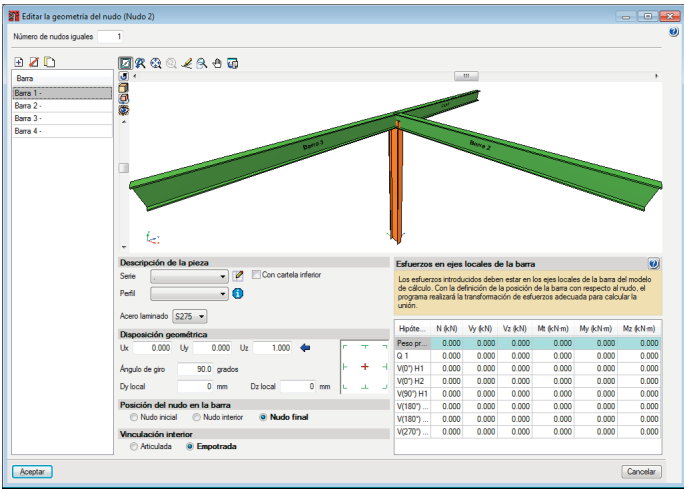 Editar la geometría del nudo (Nudo 2)
Número de nudos iguales 1
Barra
Barra 1 -
Barra 2 -
Barra 3 -
Barra 4 -
Barra 3
Barra 2
Descripción de la pieza
Serie . Con cartela inferior
Perfil
Acero laminado S275
Disposición geométrica
Ux 0.000 Uy 0.000 Uz 1.000
Ángulo de giro 90.0 grados
Dy local 0 mm Dz local 0 mm
Posición del nudo en la barra
Nudo inicial Nudo interior Nudo final
Vinculación interior
Articulada Empotrada
Esfuerzos en ejes locales de la barra
Los esfuerzos introducidos deben estar en los ejes locales de la barra del modelo
de cálculo. Con la definición de la posición de la barra con respecto al nudo, el
programa realizará la transformación de esfuerzos adecuada para calcular la
unión.
Hipóte... N (kN) Vy (kN) Vz (kN) Mt (kN·m) My (kN·m) Mz (kN·m)
Peso pr... 0.000 0.000 0.000 0.000 0.000 0.000
Q 1 0.000 0.000 0.000 0.000 0.000 0.000
V(0°) H1 0.000 0.000 0.000 0.000 0.000 0.000
V(0°) H2 0.000 0.000 0.000 0.000 0.000 0.000
V(90°) H1 0.000 0.000 0.000 0.000 0.000 0.000
V(180°) ... 0.000 0.000 0.000 0.000 0.000 0.000
V(180°) ... 0.000 0.000 0.000 0.000 0.000 0.000
V(270°) ... 0.000 0.000 0.000 0.000 0.000 0.000
Aceptar Cancelar